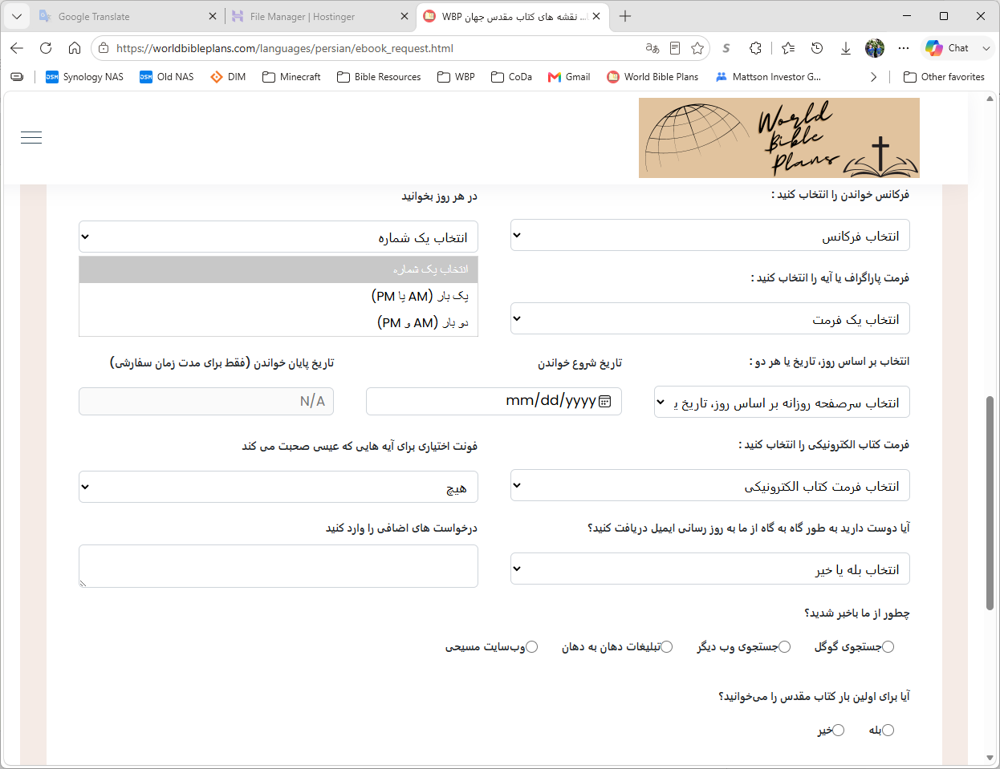 Google Translate
File Manager | Hostinger
WBP نقشه های کتاب مقدس جهان ...
https://worldbibleplans.com/languages/persian/ebook_request.html
Chat
Synology NAS
Old NAS
DIM
Minecraft
Bible Resources
WBP
CoDa
Gmail
World Bible Plans
Mattson Investor G...
Other favorites
World
Bible
Plans
فرکانس خواندن را انتخاب کنید :
در هر روز بخوانید
انتخاب فرکانس
انتخاب یک شماره
انتخاب یک شماره
یک بار (AM یا PM)
دو بار (AM و PM)
فرمت پاراگراف یا آیه را انتخاب کنید :
انتخاب یک فرمت
انتخاب بر اساس روز، تاریخ یا هر دو :
تاریخ شروع خواندن
تاریخ پایان خواندن (فقط برای مدت زمان سفارشی)
انتخاب سرصفحه روزانه بر اساس روز، تاریخ ی
mm/dd/yyyy
N/A
فرمت کتاب الکترونیکی را انتخاب کنید :
فونت اختیاری برای آیه هایی که عیسی صحبت می کند
انتخاب فرمت کتاب الکترونیکی
هیچ
آیا دوست دارید به طور گاه به گاه از ما به روز رسانی ایمیل دریافت کنید؟
درخواست های اضافی را وارد کنید
انتخاب بله یا خیر
چطور از ما باخبر شدید؟
جستجوی گوگل
جستجوی وب دیگر
تبلیغات دهان به دهان
وب‌سایت مسیحی
آیا برای اولین بار کتاب مقدس را می‌خوانید؟
بله
خیر